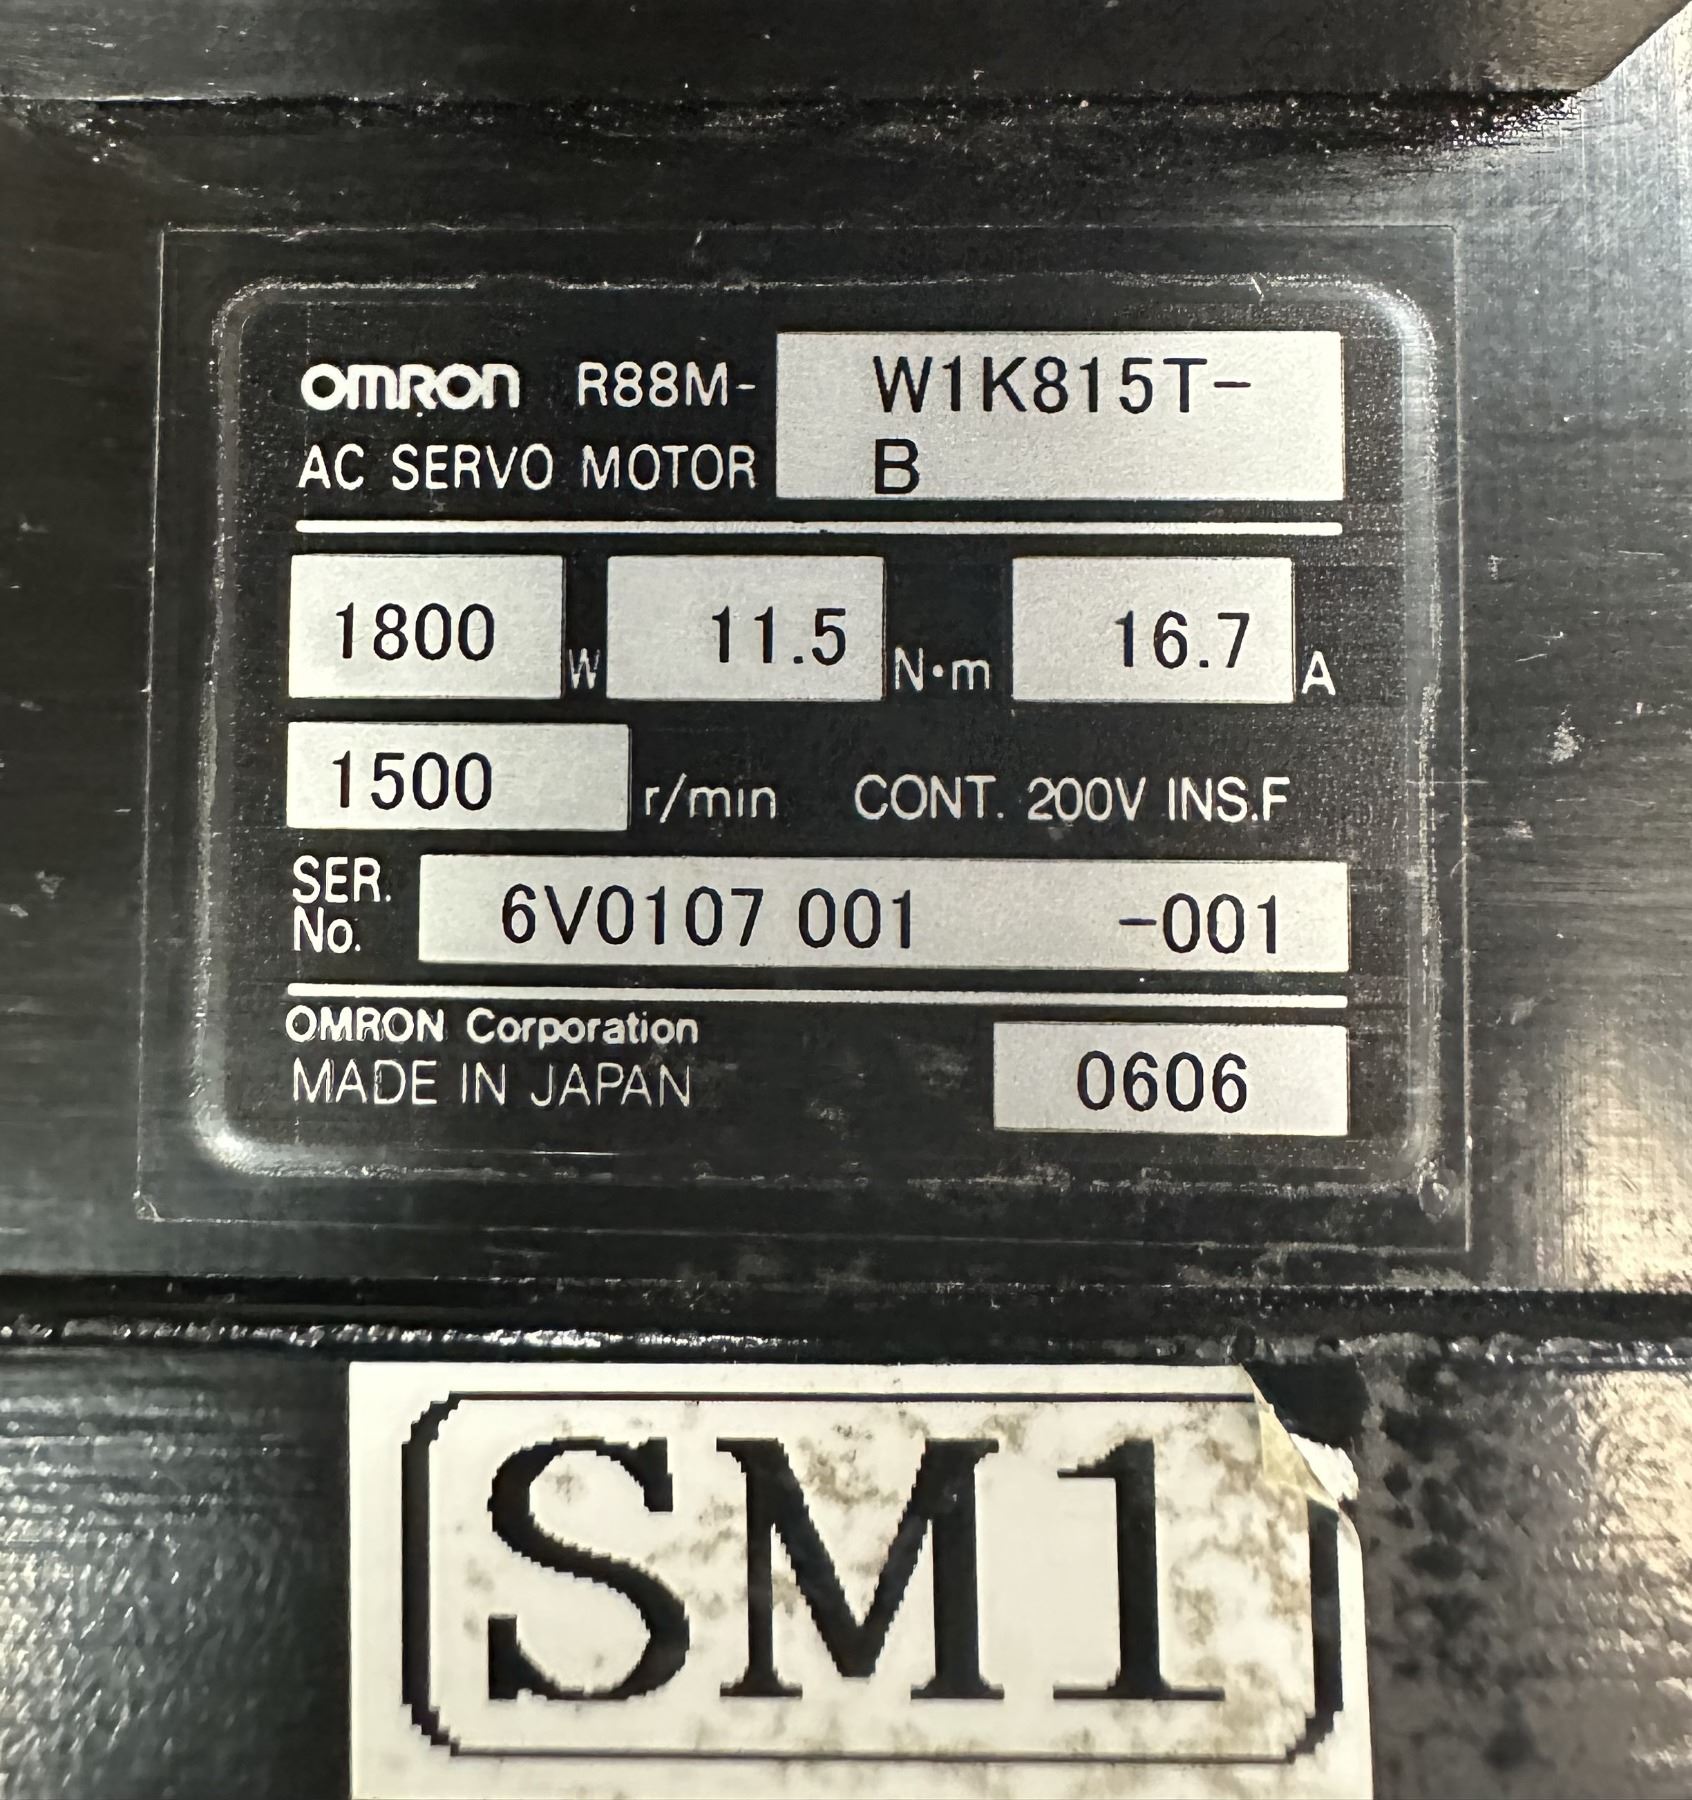 OMRON R88M- W1K815T-
AC SERVO MOTOR B
1800 W 11.5 N·m 16.7 A
1500 r/min CONT. 200V INS.F
SER. No. 6V0107 001 -001
OMRON Corporation
MADE IN JAPAN 0606
SM1